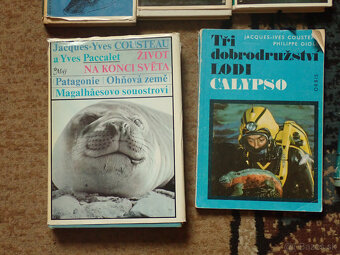 Jacques-Yves COUSTEAU
a Yves Paccalet ŽIVOT
NA KONCI SVĚTA
Patagonie Ohňová země
Magalhãesovo souostroví
JACQUES-YVES COUSTEAU
PHILIPPE DIOLÉ
Tři
dobrodružství
LODI
CALYPSO
ORBIS